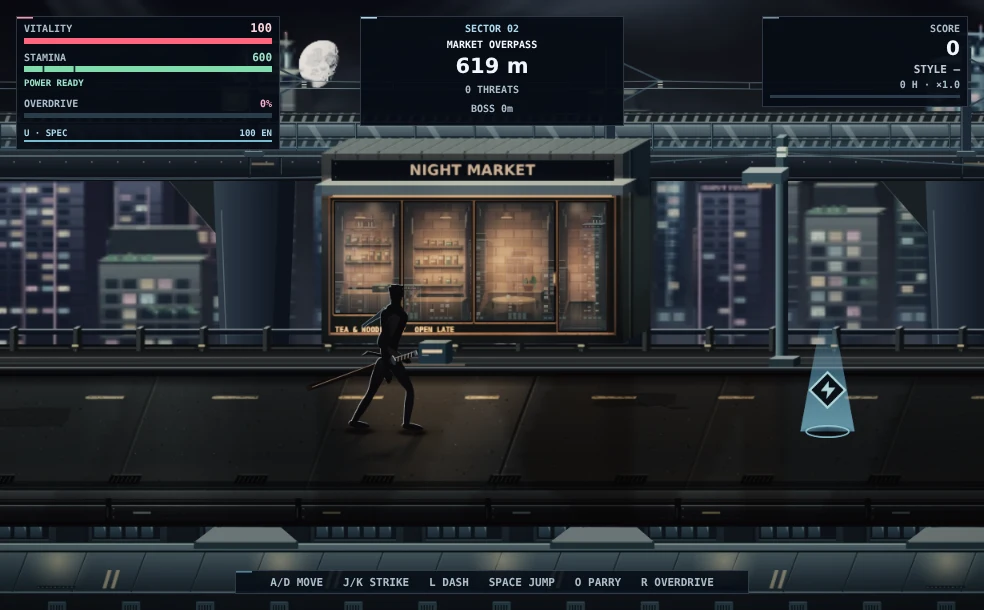 VITALITY 100
STAMINA 600
POWER READY
OVERDRIVE 0%
U · SPEC 100 EN
SECTOR 02
MARKET OVERPASS
619 m
0 THREATS
BOSS 0m
SCORE
0
STYLE —
0 H · ×1.0
NIGHT MARKET
TEA & NOOD
OPEN LATE
A/D MOVE J/K STRIKE L DASH SPACE JUMP O PARRY R OVERDRIVE